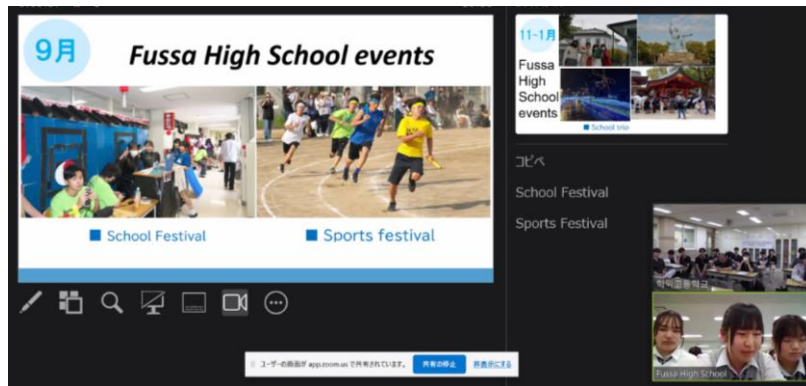 9月
Fussa High School events
■ School Festival
■ Sports festival
11~1月
Fussa
High
School
events
■ School trip
コピペ
School Festival
Sports Festival
ユーザーの画面が app.zoom.us で共有されています。
共有の停止
非表示にする
Fussa High School